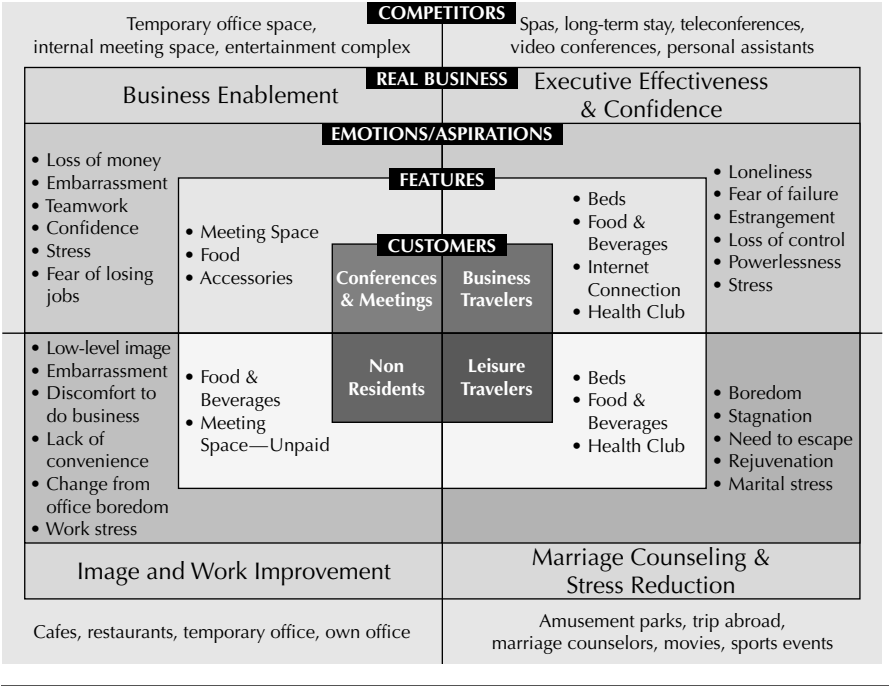 COMPETITORS
Temporary office space,
internal meeting space, entertainment complex
Spas, long-term stay, teleconferences,
video conferences, personal assistants
REAL BUSINESS
Business Enablement
Executive Effectiveness
& Confidence
EMOTIONS/ASPIRATIONS
• Loss of money
• Embarrassment
• Teamwork
• Confidence
• Stress
• Fear of losing
jobs
FEATURES
• Meeting Space
• Food
• Accessories
CUSTOMERS
Conferences
& Meetings
Business
Travelers
• Beds
• Food &
Beverages
• Internet
Connection
• Health Club
• Loneliness
• Fear of failure
• Estrangement
• Loss of control
• Powerlessness
• Stress
• Low-level image
• Embarrassment
• Discomfort to
do business
• Lack of
convenience
• Change from
office boredom
• Work stress
• Food &
Beverages
• Meeting
Space—Unpaid
Non
Residents
Leisure
Travelers
• Beds
• Food &
Beverages
• Health Club
• Boredom
• Stagnation
• Need to escape
• Rejuvenation
• Marital stress
Image and Work Improvement
Marriage Counseling &
Stress Reduction
Cafes, restaurants, temporary office, own office
Amusement parks, trip abroad,
marriage counselors, movies, sports events